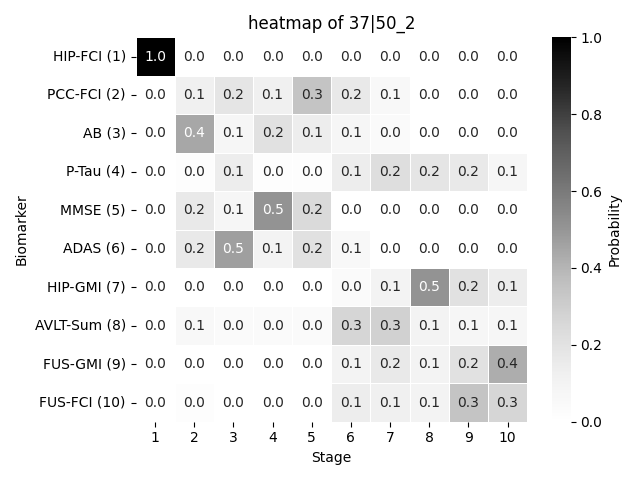 heatmap of 37|50_2
HIP-FCI (1) 1.0 0.0 0.0 0.0 0.0 0.0 0.0 0.0 0.0 0.0
PCC-FCI (2) 0.0 0.1 0.2 0.1 0.3 0.2 0.1 0.0 0.0 0.0
AB (3) 0.0 0.4 0.1 0.2 0.1 0.1 0.0 0.0 0.0 0.0
P-Tau (4) 0.0 0.0 0.1 0.0 0.0 0.1 0.2 0.2 0.2 0.1
MMSE (5) 0.0 0.2 0.1 0.5 0.2 0.0 0.0 0.0 0.0 0.0
ADAS (6) 0.0 0.2 0.5 0.1 0.2 0.1 0.0 0.0 0.0 0.0
HIP-GMI (7) 0.0 0.0 0.0 0.0 0.0 0.0 0.1 0.5 0.2 0.1
AVLT-Sum (8) 0.0 0.1 0.0 0.0 0.0 0.3 0.3 0.1 0.1 0.1
FUS-GMI (9) 0.0 0.0 0.0 0.0 0.0 0.1 0.2 0.1 0.2 0.4
FUS-FCI (10) 0.0 0.0 0.0 0.0 0.0 0.1 0.1 0.1 0.3 0.3
1 2 3 4 5 6 7 8 9 10
Stage
Biomarker
1.0
0.8
0.6
0.4
0.2
0.0
Probability